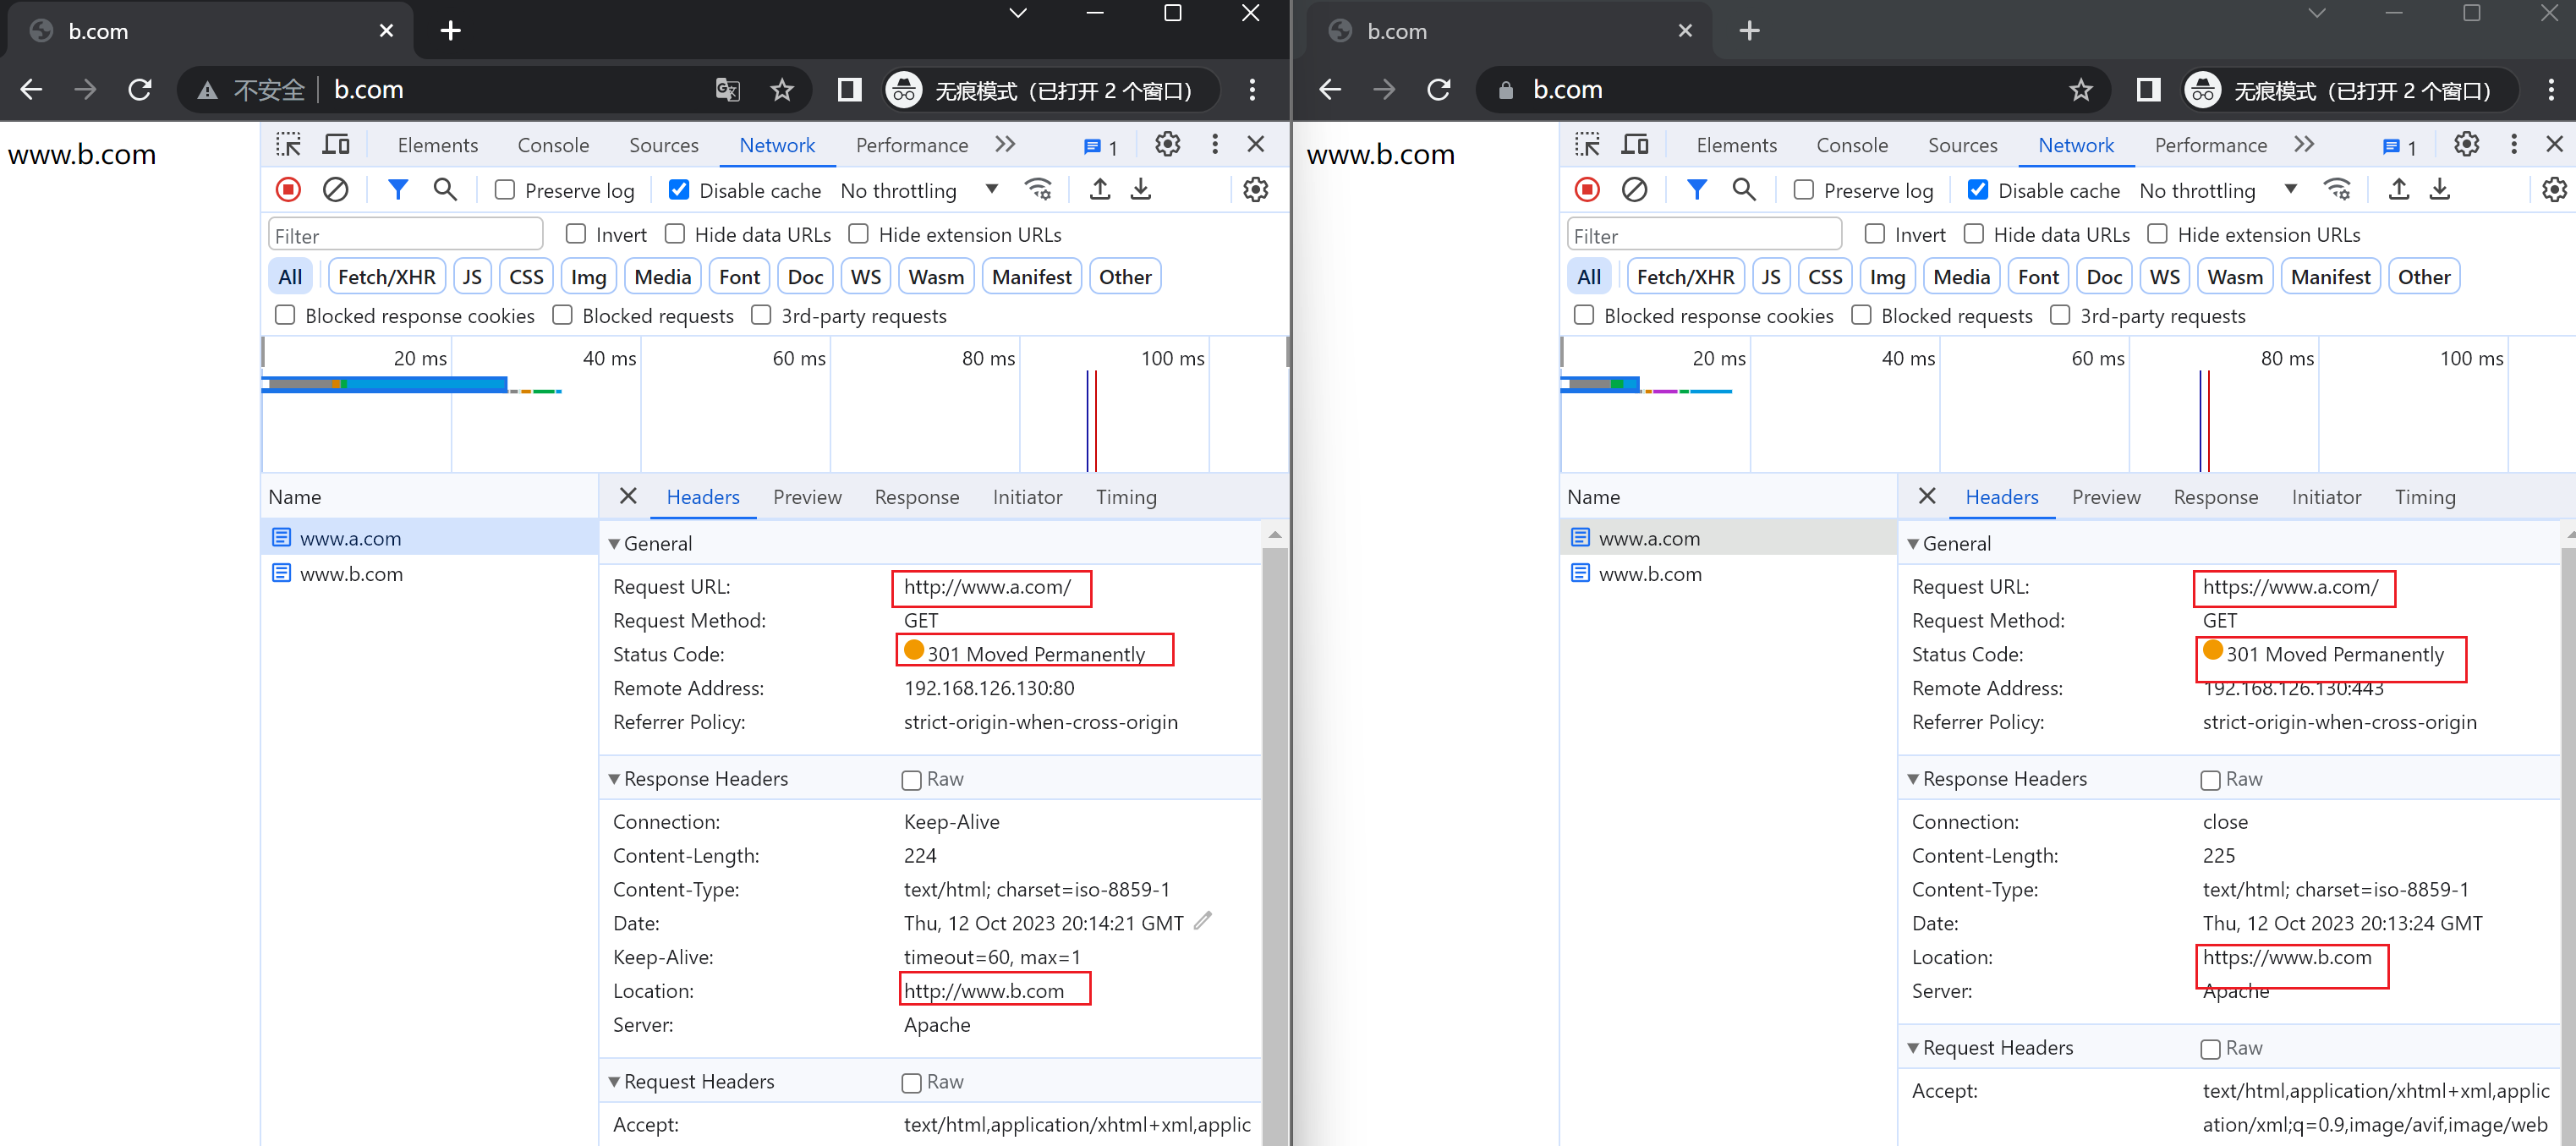 b.com
不安全 b.com 无痕模式（已打开 2 个窗口）
www.b.com
Elements Console Sources Network Performance 1
Preserve log Disable cache No throttling
Filter Invert Hide data URLs Hide extension URLs
All Fetch/XHR JS CSS Img Media Font Doc WS Wasm Manifest Other
Blocked response cookies Blocked requests 3rd-party requests
20 ms 40 ms 60 ms 80 ms 100 ms
Name Headers Preview Response Initiator Timing
www.a.com
www.b.com
General
Request URL: http://www.a.com/
Request Method: GET
Status Code: 301 Moved Permanently
Remote Address: 192.168.126.130:80
Referrer Policy: strict-origin-when-cross-origin
Response Headers Raw
Connection: Keep-Alive
Content-Length: 224
Content-Type: text/html; charset=iso-8859-1
Date: Thu, 12 Oct 2023 20:14:21 GMT
Keep-Alive: timeout=60, max=1
Location: http://www.b.com
Server: Apache
Request Headers Raw
Accept: text/html,application/xhtml+xml,applic
b.com
b.com 无痕模式（已打开 2 个窗口）
www.b.com
Elements Console Sources Network Performance 1
Preserve log Disable cache No throttling
Filter Invert Hide data URLs Hide extension URLs
All Fetch/XHR JS CSS Img Media Font Doc WS Wasm Manifest Other
Blocked response cookies Blocked requests 3rd-party requests
20 ms 40 ms 60 ms 80 ms 100 ms
Name Headers Preview Response Initiator Timing
www.a.com
www.b.com
General
Request URL: https://www.a.com/
Request Method: GET
Status Code: 301 Moved Permanently
Remote Address: 192.168.126.130:443
Referrer Policy: strict-origin-when-cross-origin
Response Headers Raw
Connection: close
Content-Length: 225
Content-Type: text/html; charset=iso-8859-1
Date: Thu, 12 Oct 2023 20:13:24 GMT
Location: https://www.b.com
Server: Apache
Request Headers Raw
Accept: text/html,application/xhtml+xml,applic
ation/xml;q=0.9,image/avif,image/web